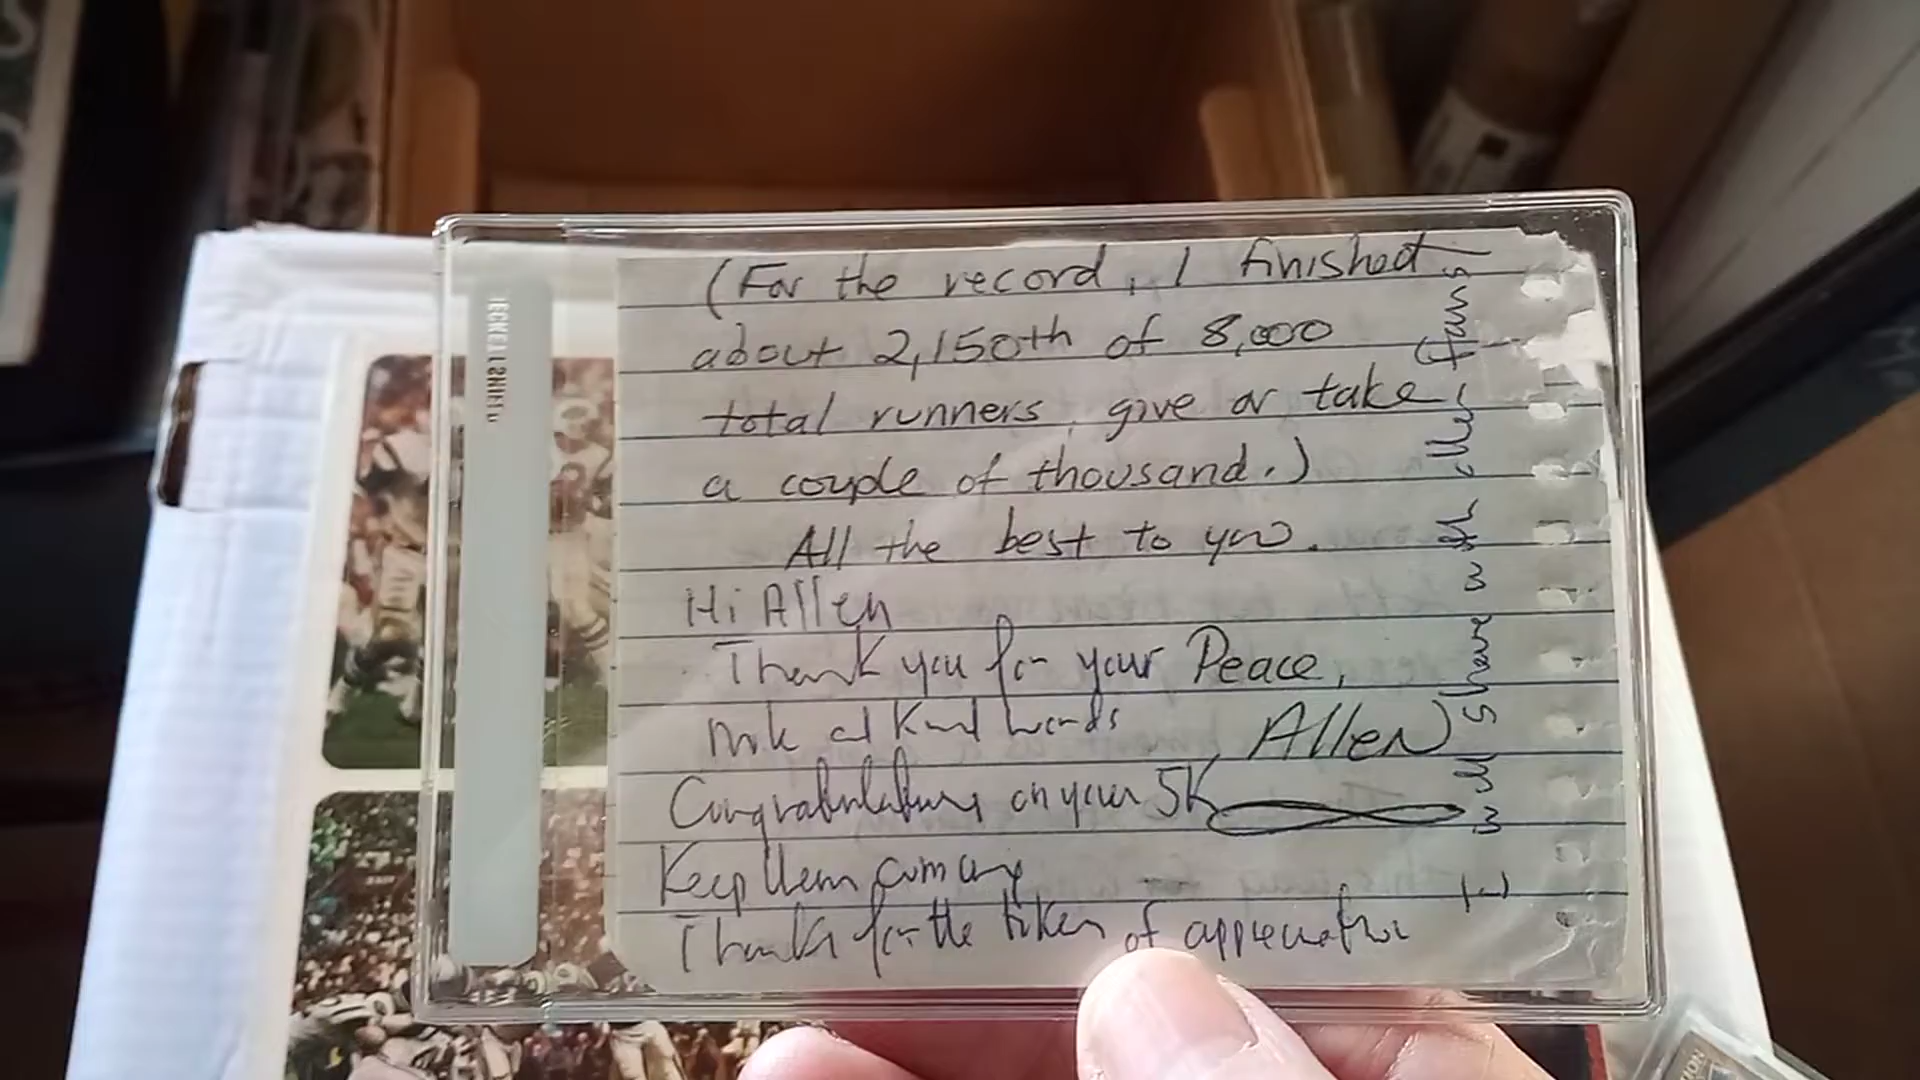 (For the record, I finished
about 2,150th of 8,000
total runners, give or take
a couple of thousand.)
All the best to you.
Hi Allen
Thank you for your
Note and Kind words
Peace,
Allen
Congratulations on your 5K
Keep them coming
Thanks for the token of appreciation
will share with other fans